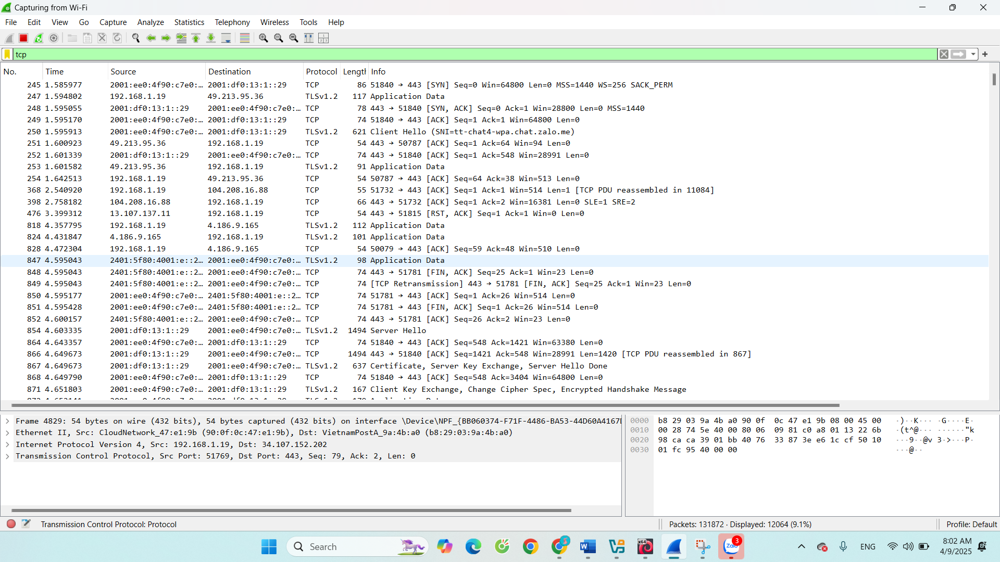 Capturing from Wi-Fi
File Edit View Go Capture Analyze Statistics Telephony Wireless Tools Help
tcp
No. Time Source Destination Protocol Length Info
245 1.585977 2001:ee0:4f90:c7e0:… 2001:df0:13:1::29 TCP 86 51840 → 443 [SYN] Seq=0 Win=64800 Len=0 MSS=1440 WS=256 SACK_PERM
247 1.594802 192.168.1.19 49.213.95.36 TLSv1.2 117 Application Data
248 1.595055 2001:df0:13:1::29 2001:ee0:4f90:c7e0:… TCP 78 443 → 51840 [SYN, ACK] Seq=0 Ack=1 Win=28800 Len=0 MSS=1440
249 1.595170 2001:ee0:4f90:c7e0:… 2001:df0:13:1::29 TCP 74 51840 → 443 [ACK] Seq=1 Ack=1 Win=64800 Len=0
250 1.595913 2001:ee0:4f90:c7e0:… 2001:df0:13:1::29 TLSv1.2 621 Client Hello (SNI=tt-chat4-wpa.chat.zalo.me)
251 1.600923 49.213.95.36 192.168.1.19 TCP 54 443 → 50787 [ACK] Seq=1 Ack=64 Win=94 Len=0
252 1.601339 2001:df0:13:1::29 2001:ee0:4f90:c7e0:… TCP 74 443 → 51840 [ACK] Seq=1 Ack=548 Win=28991 Len=0
253 1.601582 49.213.95.36 192.168.1.19 TLSv1.2 91 Application Data
254 1.642513 192.168.1.19 49.213.95.36 TCP 54 50787 → 443 [ACK] Seq=64 Ack=38 Win=513 Len=0
368 2.540920 192.168.1.19 104.208.16.88 TCP 55 51732 → 443 [ACK] Seq=1 Ack=1 Win=514 Len=1 [TCP PDU reassembled in 11084]
398 2.758182 104.208.16.88 192.168.1.19 TCP 66 443 → 51732 [ACK] Seq=1 Ack=2 Win=16381 Len=0 SLE=1 SRE=2
476 3.399312 13.107.137.11 192.168.1.19 TCP 54 443 → 51815 [RST, ACK] Seq=1 Ack=1 Win=0 Len=0
818 4.357795 192.168.1.19 4.186.9.165 TLSv1.2 112 Application Data
824 4.431847 4.186.9.165 192.168.1.19 TLSv1.2 101 Application Data
828 4.472304 192.168.1.19 4.186.9.165 TCP 54 50079 → 443 [ACK] Seq=59 Ack=48 Win=510 Len=0
847 4.595043 2401:5f80:4001:e::2… 2001:ee0:4f90:c7e0:… TLSv1.2 98 Application Data
848 4.595043 2401:5f80:4001:e::2… 2001:ee0:4f90:c7e0:… TCP 74 443 → 51781 [FIN, ACK] Seq=25 Ack=1 Win=23 Len=0
849 4.595043 2401:5f80:4001:e::2… 2001:ee0:4f90:c7e0:… TCP 74 [TCP Retransmission] 443 → 51781 [FIN, ACK] Seq=25 Ack=1 Win=23 Len=0
850 4.595177 2001:ee0:4f90:c7e0:… 2401:5f80:4001:e::2… TCP 74 51781 → 443 [ACK] Seq=1 Ack=26 Win=514 Len=0
851 4.595428 2001:ee0:4f90:c7e0:… 2401:5f80:4001:e::2… TCP 74 51781 → 443 [FIN, ACK] Seq=1 Ack=26 Win=514 Len=0
852 4.600157 2401:5f80:4001:e::2… 2001:ee0:4f90:c7e0:… TCP 74 443 → 51781 [ACK] Seq=26 Ack=2 Win=23 Len=0
854 4.603335 2001:df0:13:1::29 2001:ee0:4f90:c7e0:… TLSv1.2 1494 Server Hello
864 4.643357 2001:ee0:4f90:c7e0:… 2001:df0:13:1::29 TCP 74 51840 → 443 [ACK] Seq=548 Ack=1421 Win=63380 Len=0
866 4.649673 2001:df0:13:1::29 2001:ee0:4f90:c7e0:… TCP 1494 443 → 51840 [ACK] Seq=1421 Ack=548 Win=28991 Len=1420 [TCP PDU reassembled in 867]
867 4.649673 2001:df0:13:1::29 2001:ee0:4f90:c7e0:… TLSv1.2 637 Certificate, Server Key Exchange, Server Hello Done
868 4.649790 2001:ee0:4f90:c7e0:… 2001:df0:13:1::29 TCP 74 51840 → 443 [ACK] Seq=548 Ack=3404 Win=64800 Len=0
871 4.651803 2001:ee0:4f90:c7e0:… 2001:df0:13:1::29 TLSv1.2 167 Client Key Exchange, Change Cipher Spec, Encrypted Handshake Message
Frame 4829: 54 bytes on wire (432 bits), 54 bytes captured (432 bits) on interface \Device\NPF_{BB060374-F71F-4486-BA53-44D60A4167
Ethernet II, Src: CloudNetwork_47:e1:9b (90:0f:0c:47:e1:9b), Dst: VietnamPostA_9a:4b:a0 (b8:29:03:9a:4b:a0)
Internet Protocol Version 4, Src: 192.168.1.19, Dst: 34.107.152.202
Transmission Control Protocol, Src Port: 51769, Dst Port: 443, Seq: 79, Ack: 2, Len: 0
0000 b8 29 03 9a 4b a0 90 0f 0c 47 e1 9b 08 00 45 00 ·)··K··· ·G····E·
0010 00 28 74 5e 40 00 80 06 09 81 c0 a8 01 13 22 6b ·(t^@··· ······"k
0020 98 ca ca 39 01 bb 40 76 33 87 3e e6 1c cf 50 10 ···9··@v 3·>···P·
0030 01 fc 95 40 00 00 ···@··
Transmission Control Protocol: Protocol
Packets: 131872 · Displayed: 12064 (9.1%)
Profile: Default
Search
x64
Zalo
3
ENG
8:02 AM
4/9/2025